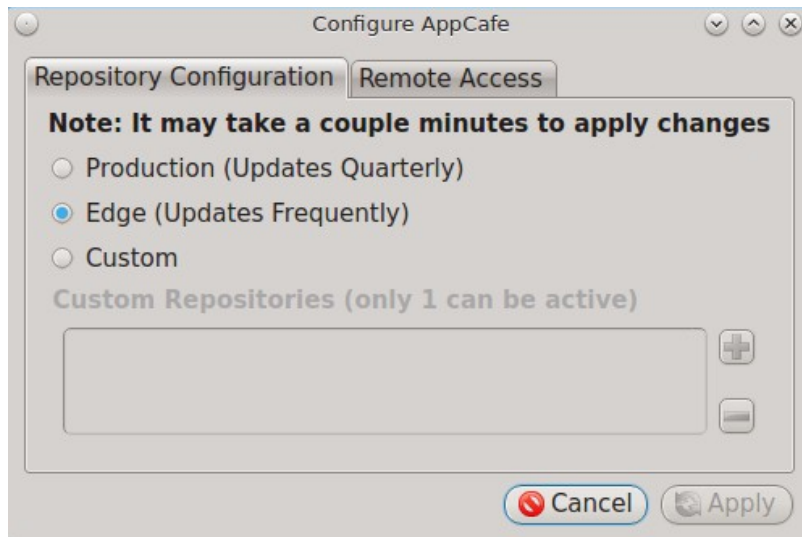 Configure AppCafe
Repository Configuration
Remote Access
Note: It may take a couple minutes to apply changes
Production (Updates Quarterly)
Edge (Updates Frequently)
Custom
Custom Repositories (only 1 can be active)
Cancel
Apply